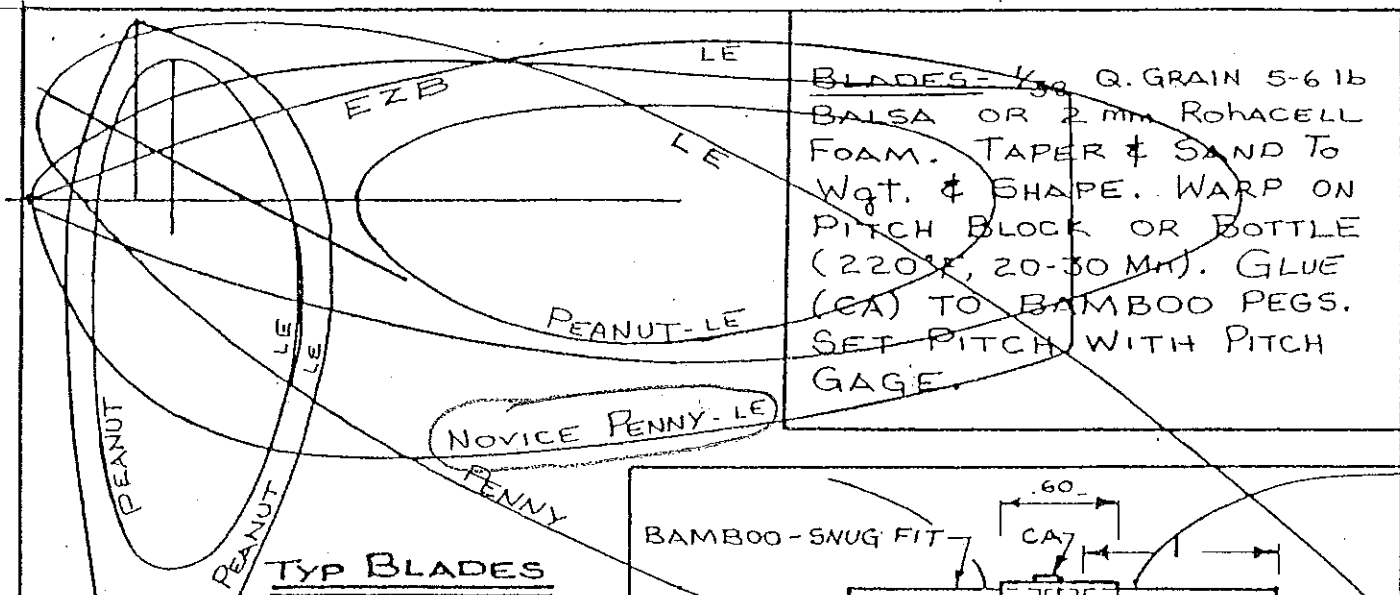 LE
EZB
LE
BLADES- Q. GRAIN 5-6 lb
BALSA OR 2 mm ROHACELL
FOAM. TAPER & SAND TO
Wgt. & SHAPE. WARP ON
PITCH BLOCK OR BOTTLE
(220°F, 20-30 MN). GLUE
(CA) TO BAMBOO PEGS.
SET PITCH WITH PITCH
GAGE.
PEANUT-LE
LE
LE
PEANUT
NOVICE PENNY-LE
PENNY
PEANUT
TYP BLADES
.60
BAMBOO-SNUG FIT
CA
1